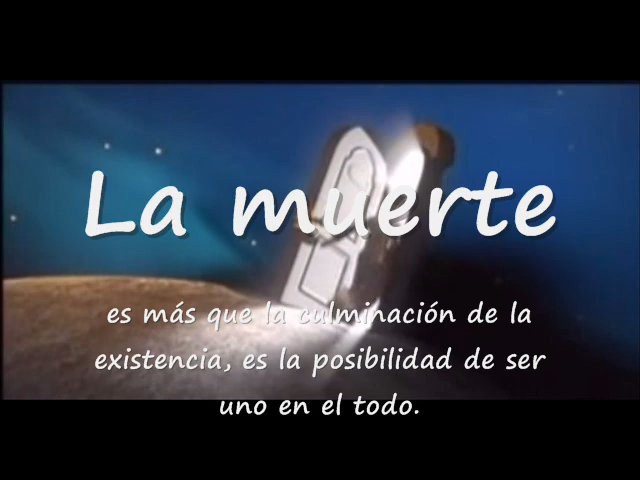 La muerte
es más que la culminación de la
existencia, es la posibilidad de ser
uno en el todo.